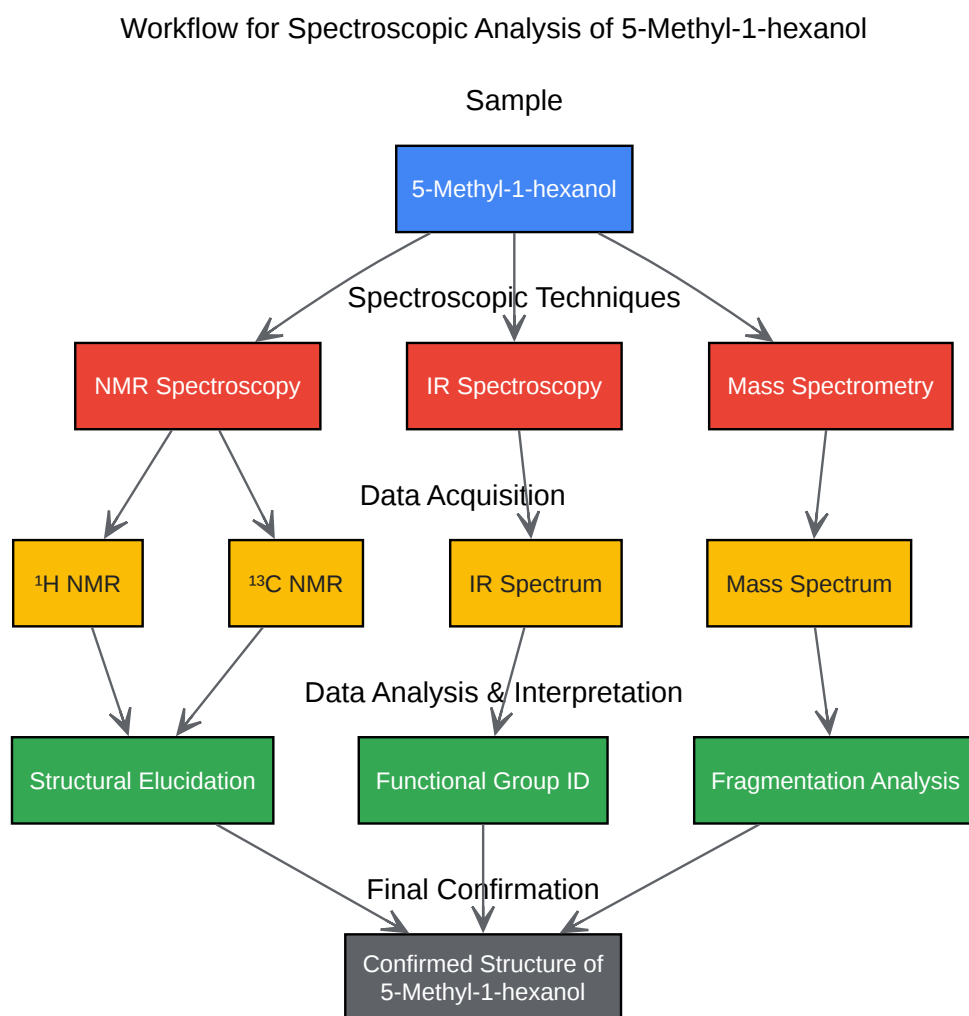 Workflow for Spectroscopic Analysis of 5-Methyl-1-hexanol
Sample
5-Methyl-1-hexanol
Spectroscopic Techniques
NMR Spectroscopy
IR Spectroscopy
Mass Spectrometry
Data Acquisition
¹H NMR
¹³C NMR
IR Spectrum
Mass Spectrum
Data Analysis & Interpretation
Structural Elucidation
Functional Group ID
Fragmentation Analysis
Final Confirmation
Confirmed Structure of
5-Methyl-1-hexanol